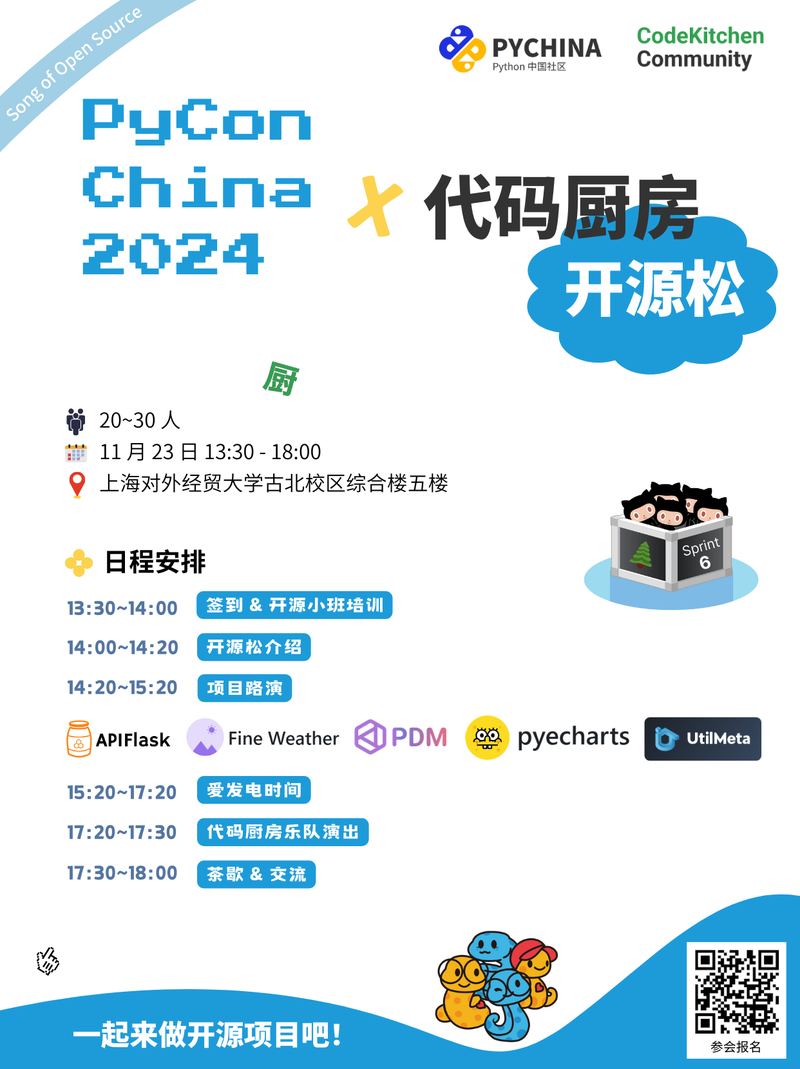 Song of Open Source
PYCHINA
Python 中国社区
CodeKitchen
Community
PyCon
China
2024
X 代码厨房
开源松
厨
20~30 人
11 月 23 日 13:30 - 18:00
上海对外经贸大学古北校区综合楼五楼
Sprint
6
日程安排
13:30~14:00 签到 & 开源小班培训
14:00~14:20 开源松介绍
14:20~15:20 项目路演
APIFlask Fine Weather PDM pyecharts UtilMeta
15:20~17:20 爱发电时间
17:20~17:30 代码厨房乐队演出
17:30~18:00 茶歇 & 交流
一起来做开源项目吧!
参会报名